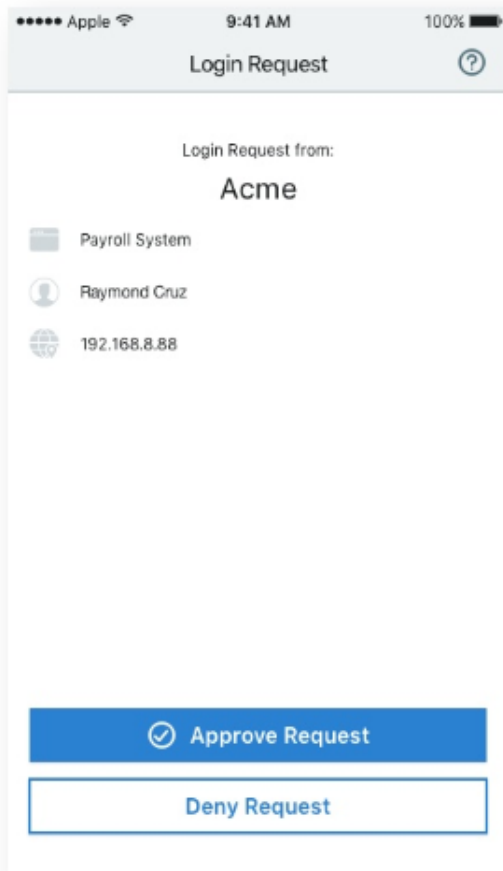 Apple 9:41 AM 100%
Login Request ?
Login Request from:
Acme
Payroll System
Raymond Cruz
192.168.8.88
Approve Request
Deny Request